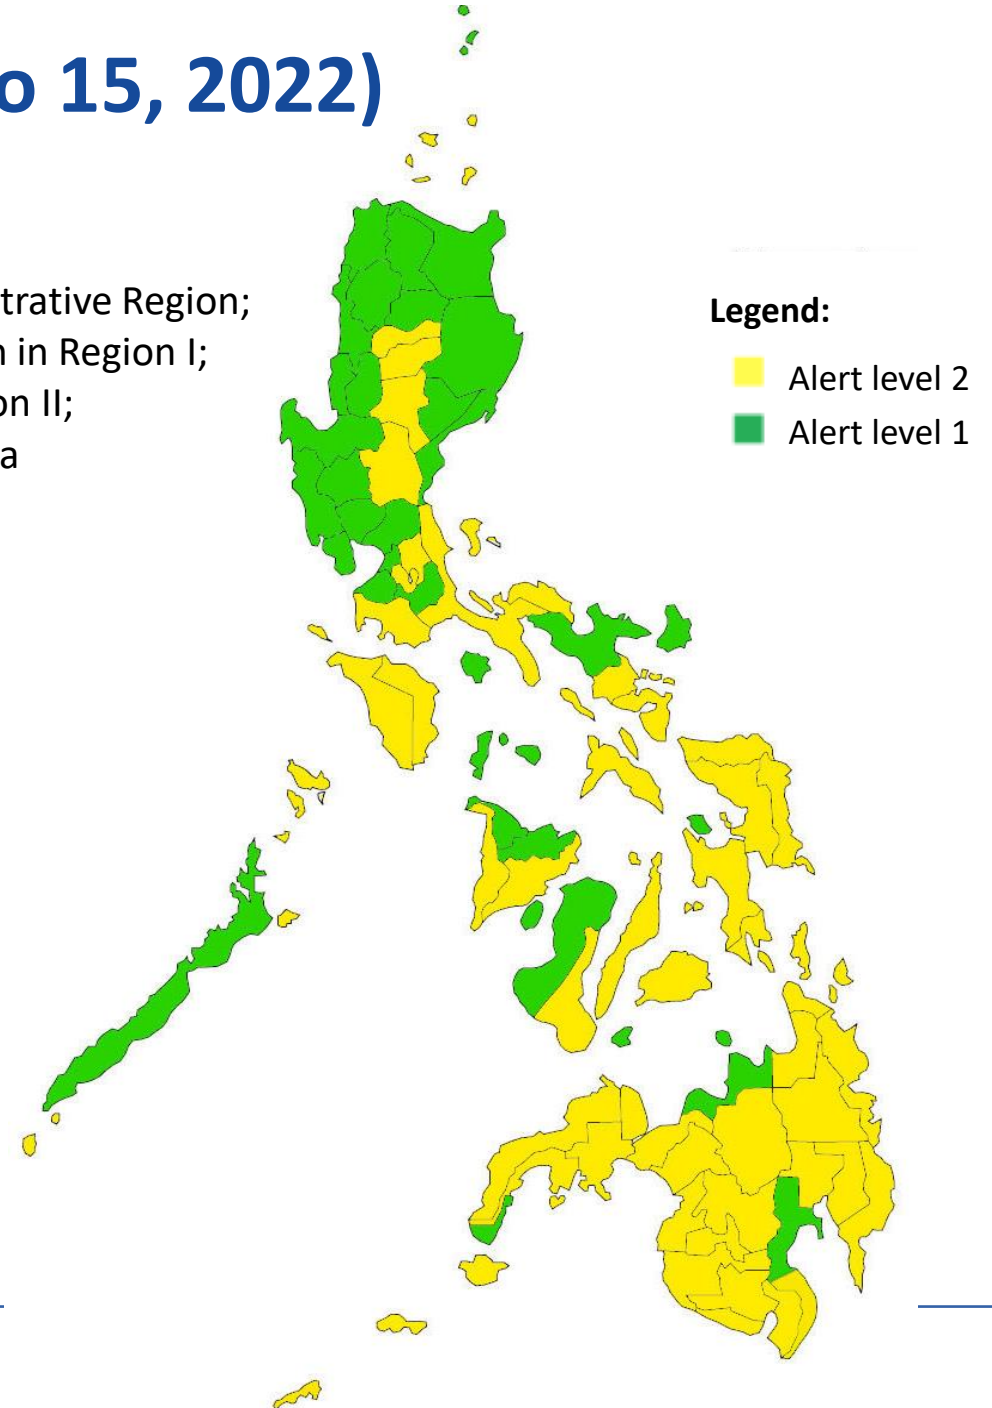 o 15, 2022)
trative Region;
n in Region I;
on II;
a
Legend:
Alert level 2
Alert level 1